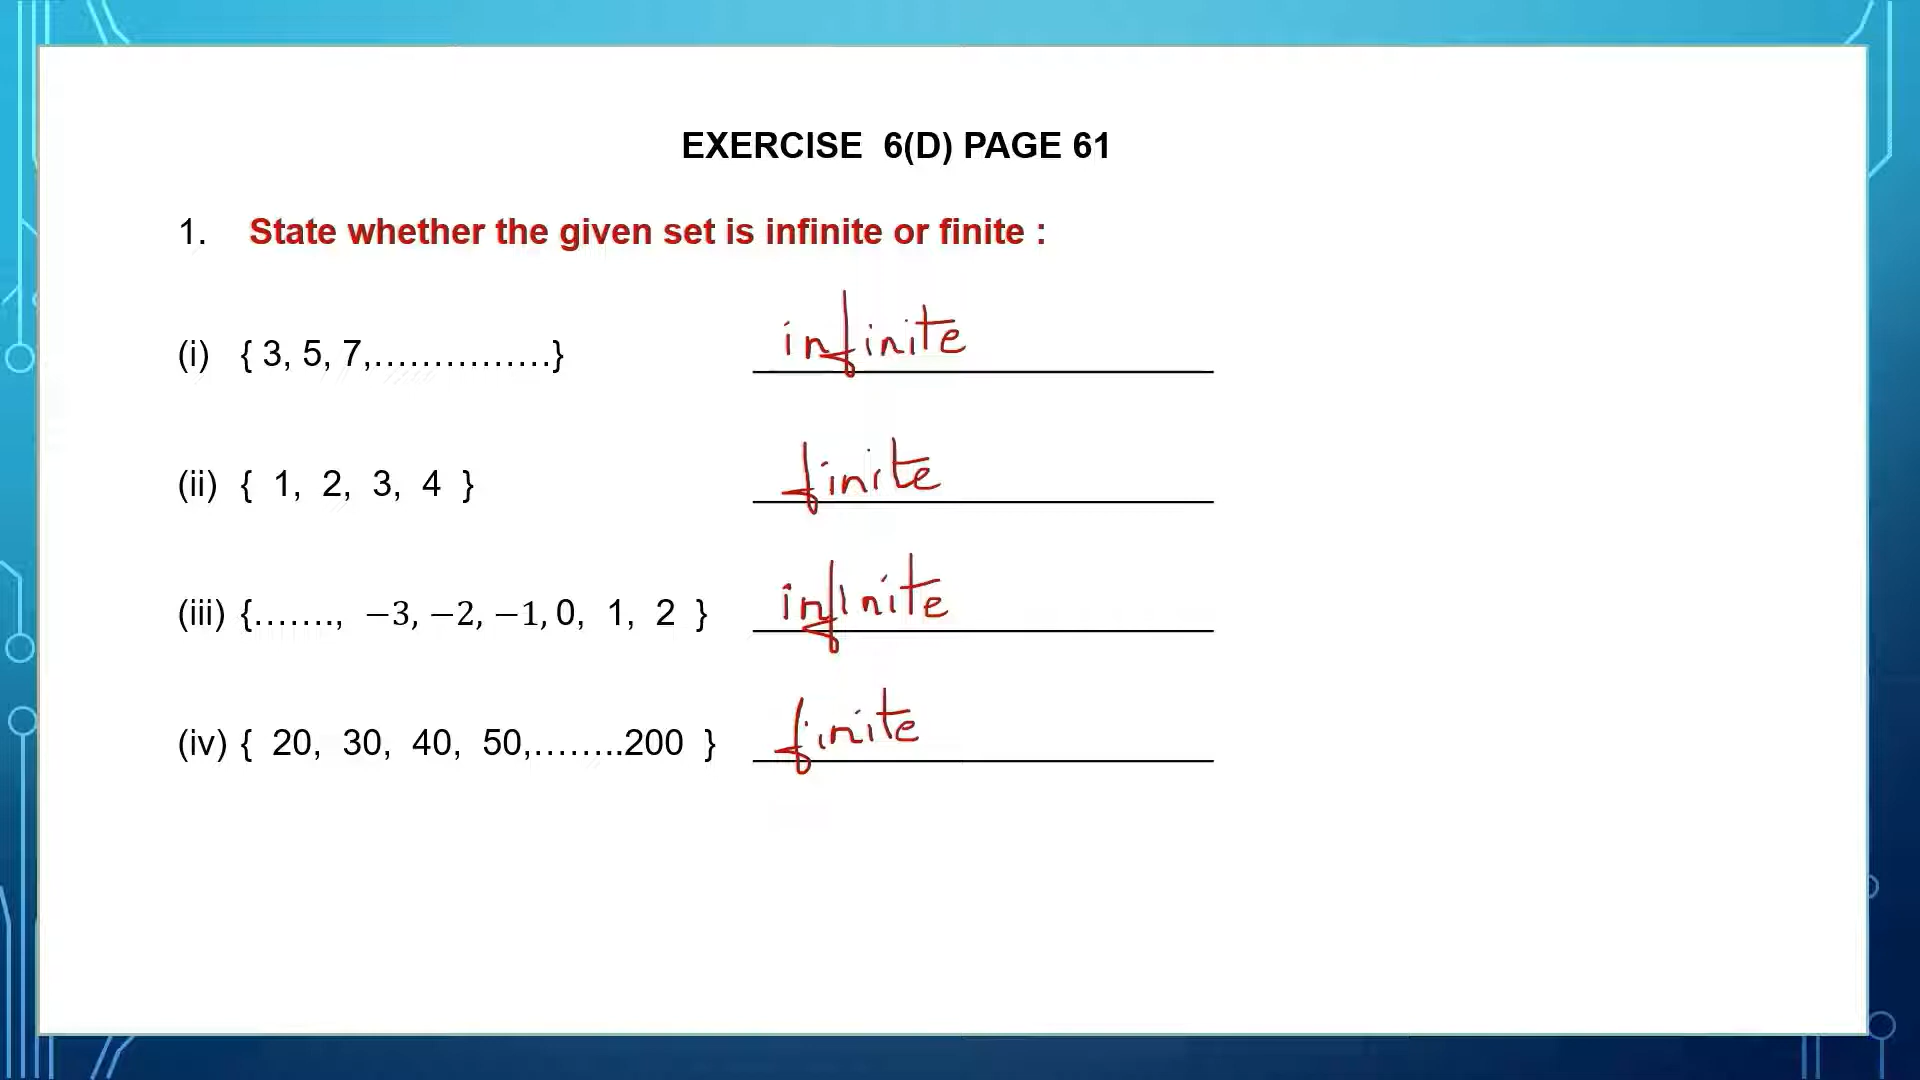 EXERCISE 6(D) PAGE 61
1. State whether the given set is infinite or finite :
(i) { 3, 5, 7,……………} infinite
(ii) { 1, 2, 3, 4 } finite
(iii) {……., −3, −2, −1, 0, 1, 2 } infinite
(iv) { 20, 30, 40, 50,……..200 } finite